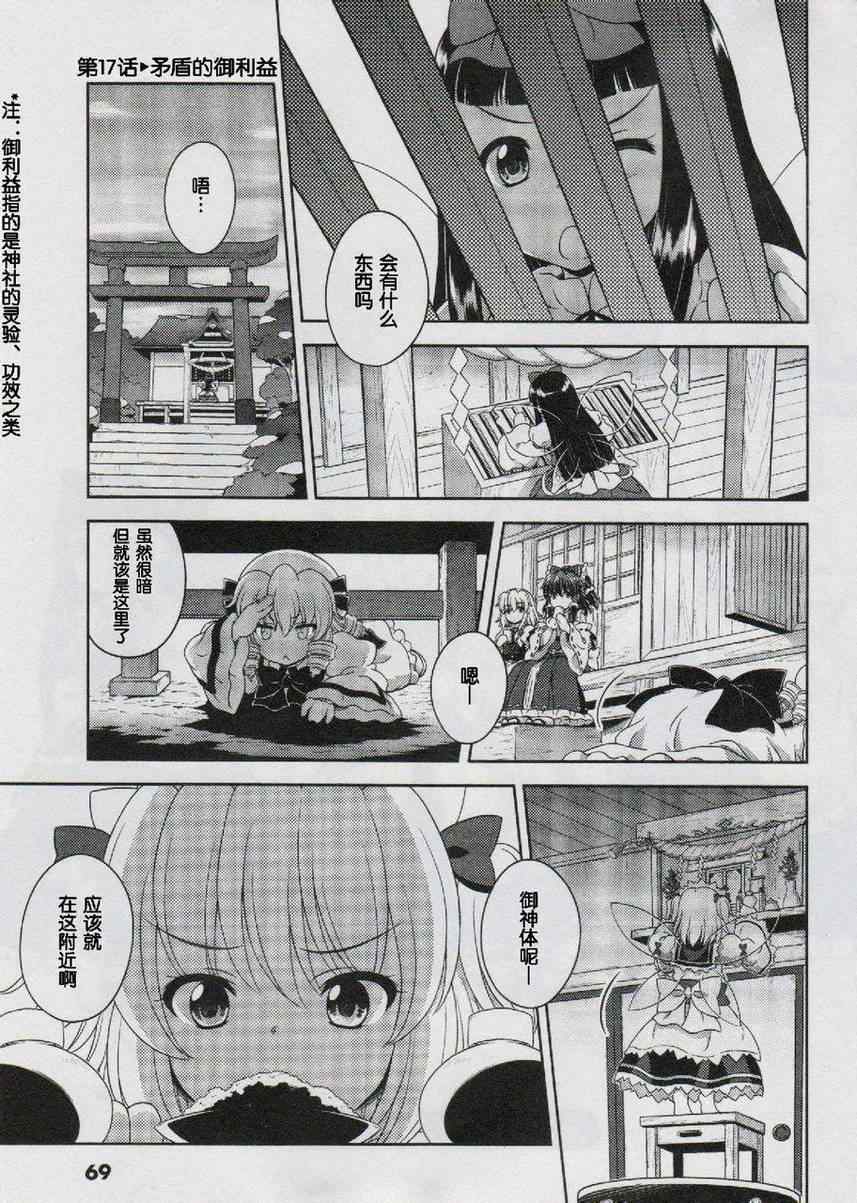 第17话▸矛盾的御利益
*注：御利益指的是神社的灵验、功效之类
会有什么
东西吗
唔…
嗯—
虽然很暗
但就该是这里了
御神体呢—
应该就
在这附近啊
69